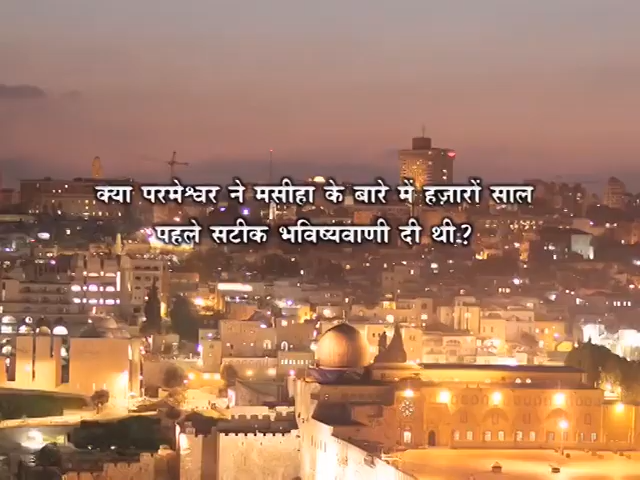 क्या परमेश्वर ने मसीहा के बारे में हज़ारों साल
पहले सटीक भविष्यवाणी दी थी?